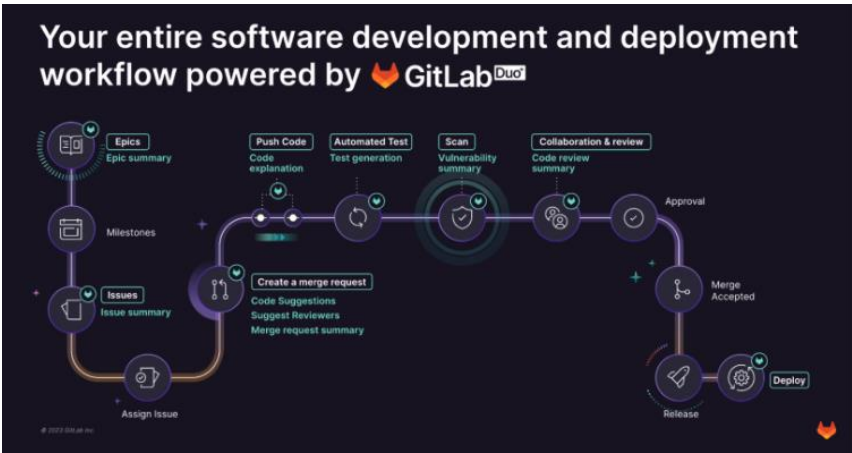 Your entire software development and deployment
workflow powered by GitLab Duo
Epics
Epic summary
Milestones
Issues
Issue summary
Assign Issue
Create a merge request
Code Suggestions
Suggest Reviewers
Merge request summary
Push Code
Code
explanation
Automated Test
Test generation
Scan
Vulnerability
summary
Collaboration & review
Code review
summary
Approval
Merge
Accepted
Release
Deploy
© 2023 GitLab Inc